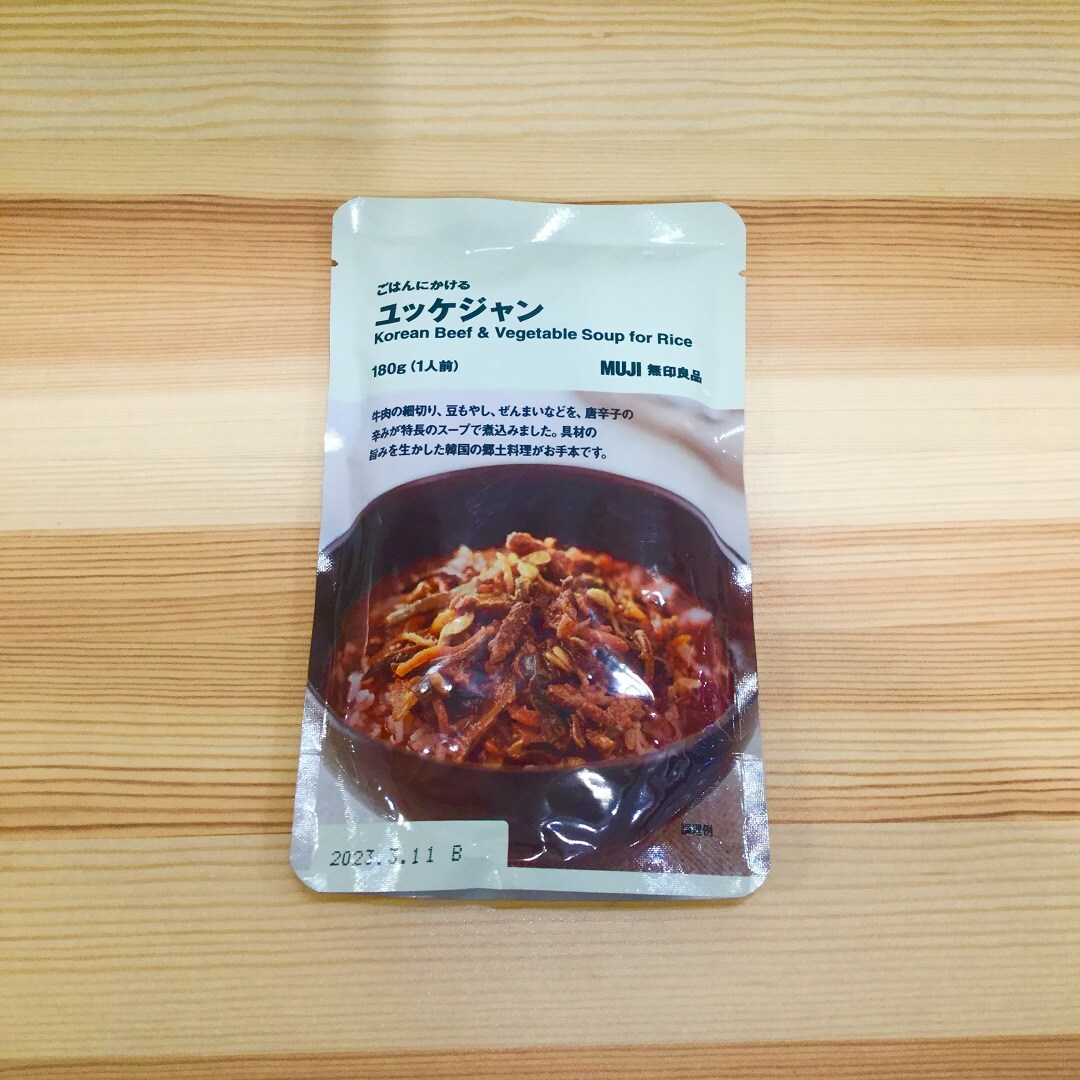 ごはんにかける
ユッケジャン
Korean Beef & Vegetable Soup for Rice
180g（1人前）
MUJI 無印良品
牛肉の細切り、豆もやし、ぜんまいなどを、唐辛子の
辛みが特長のスープで煮込みました。具材の
旨みを生かした韓国の郷土料理がお手本です。
調理例
2023.3.11 B